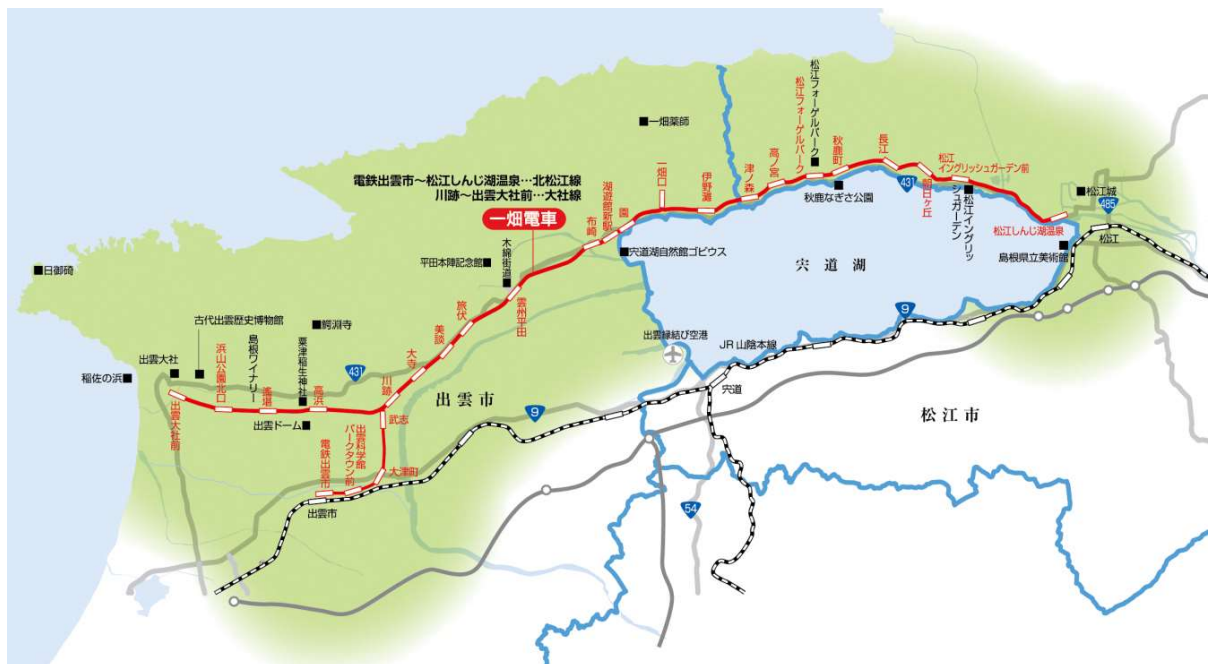 電鉄出雲市～松江しんじ湖温泉…北松江線
川跡～出雲大社前…大社線
一畑電車
一畑薬師
松江フォーゲルパーク
松江フォーゲルパーク
秋鹿町
長江
朝日ヶ丘
松江
イングリッシュガーデン前
松江イングリッ
シュガーデン
松江しんじ湖温泉
松江城
485
松江
島根県立美術館
431
秋鹿なぎさ公園
高ノ宮
津ノ森
伊野灘
一畑口
園
湖遊館新駅
布崎
宍道湖自然館ゴビウス
宍道湖
木綿街道
平田本陣記念館
雲州平田
旅伏
美談
大寺
川跡
武志
大津町
出雲科学館
パークタウン前
電鉄出雲市
出雲市
高浜
遙堪
浜山公園北口
出雲大社前
日御碕
古代出雲歴史博物館
鰐淵寺
島根ワイナリー
粟津稲生神社
出雲大社
稲佐の浜
出雲ドーム
431
出雲市
9
出雲縁結び空港
JR山陰本線
9
宍道
松江市
54